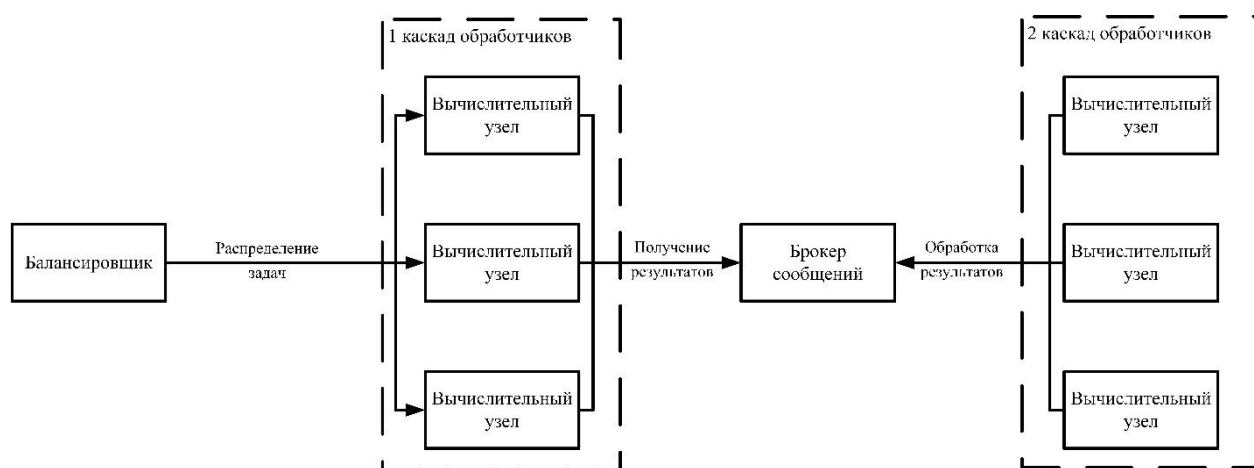 1 каскад обработчиков
2 каскад обработчиков
Вычислительный
узел
Вычислительный
узел
Балансировщик
Распределение
задач
Вычислительный
узел
Получение
результатов
Брокер
сообщений
Обработка
результатов
Вычислительный
узел
Вычислительный
узел
Вычислительный
узел